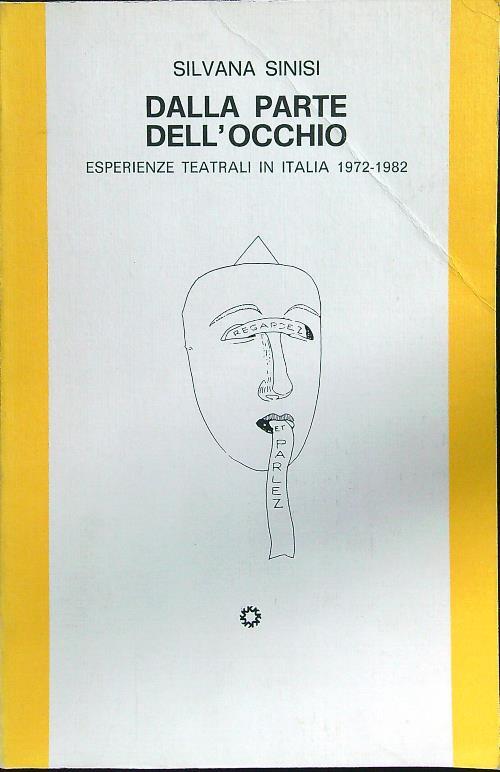 SILVANA SINISI
DALLA PARTE
DELL'OCCHIO
ESPERIENZE TEATRALI IN ITALIA 1972-1982
REGARDEZ
ET
PARLEZ